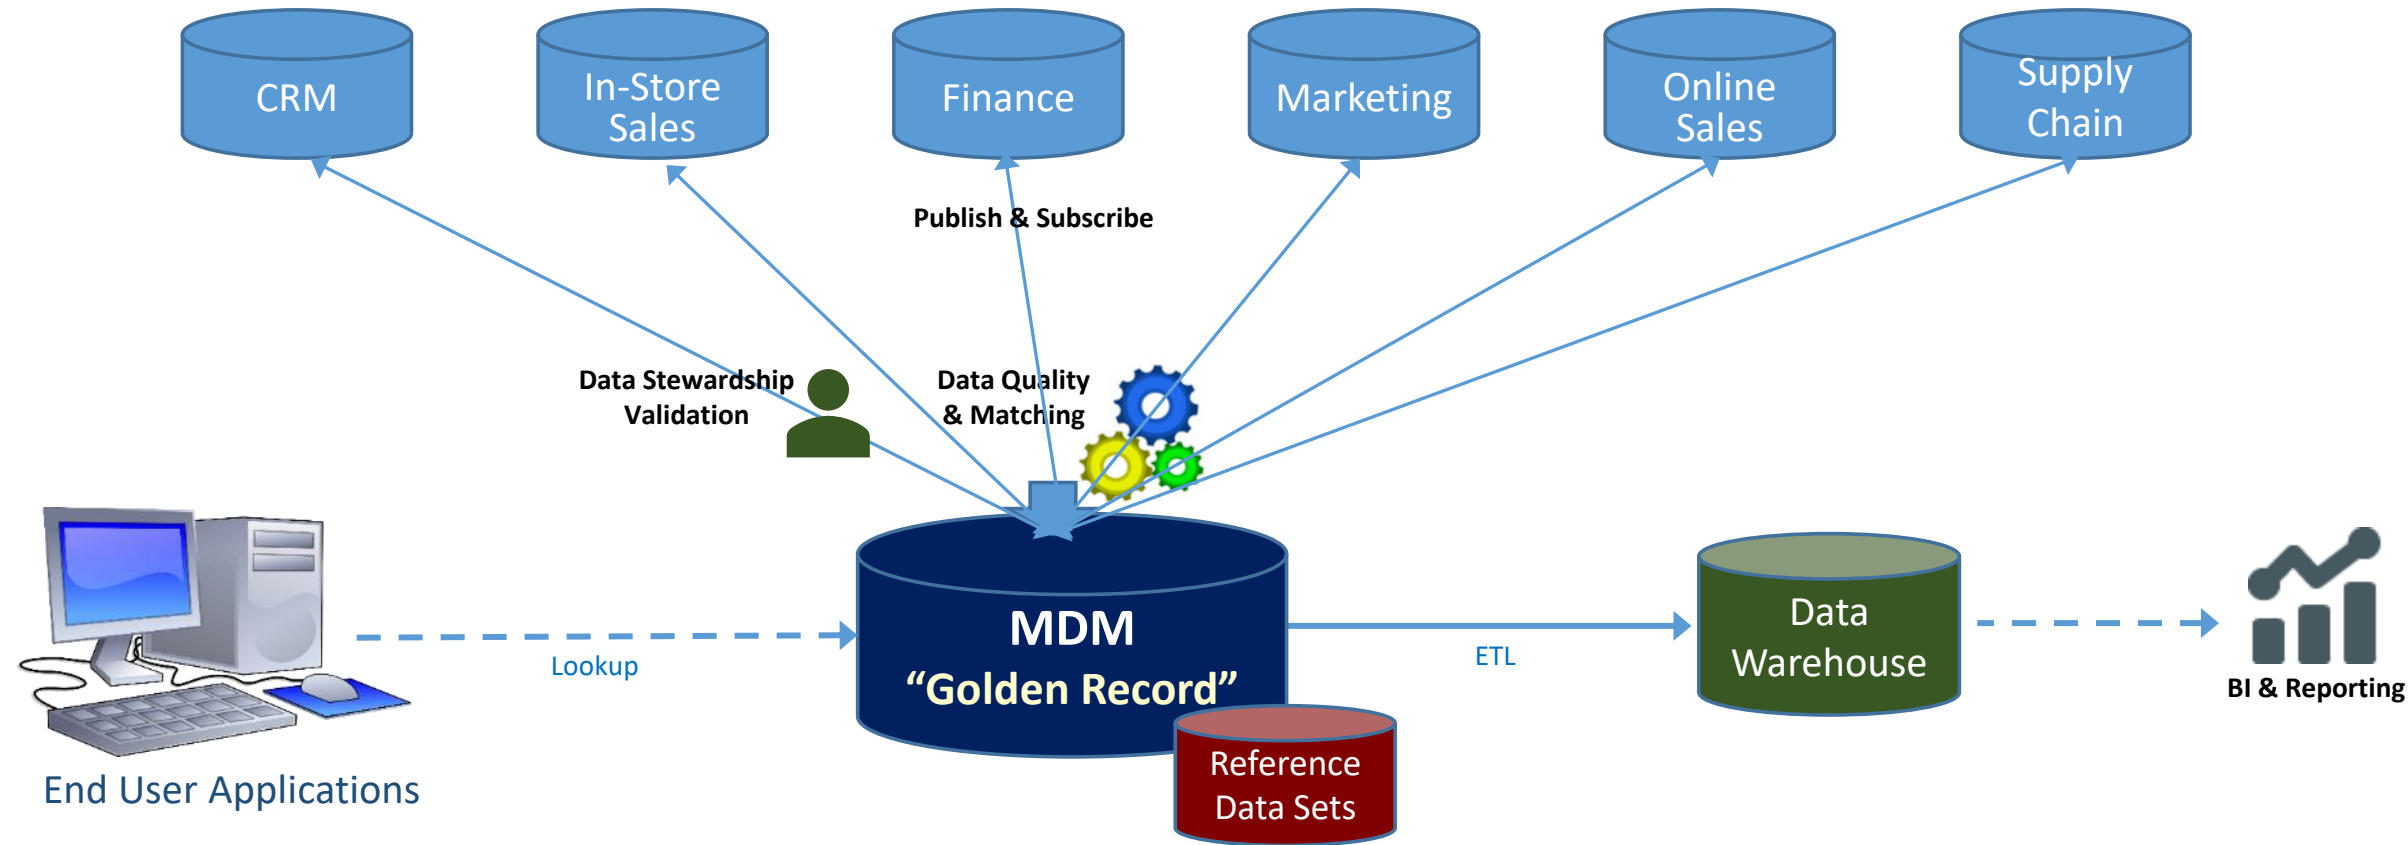 CRM
In-Store
Sales
Finance
Marketing
Online
Sales
Supply
Chain
Publish & Subscribe
Data Stewardship
Validation
Data Quality
& Matching
MDM
“Golden Record”
Lookup
ETL
Data
Warehouse
BI & Reporting
Reference
Data Sets
End User Applications